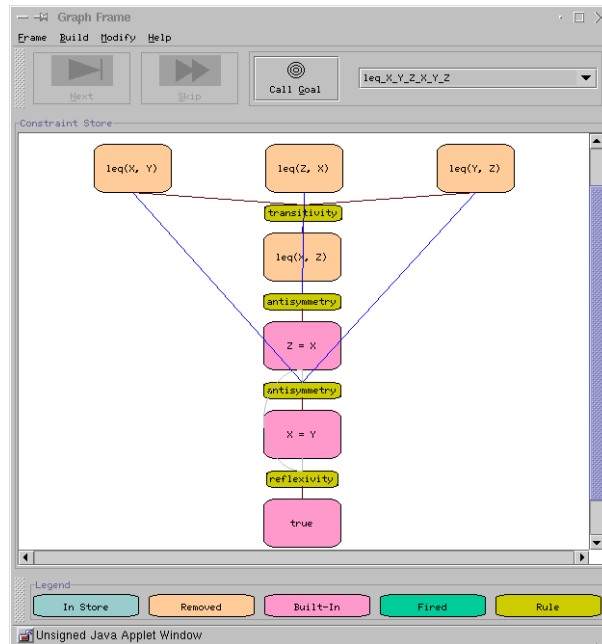 Graph Frame
Frame Build Modify Help
Next
Skip
Call Goal
leq_X_Y_Z_X_Y_Z
Constraint Store
leq(X, Y)
leq(Z, X)
leq(Y, Z)
transitivity
leq(X, Z)
antisymmetry
Z = X
antisymmetry
X = Y
reflexivity
true
Legend
In Store
Removed
Built-In
Fired
Rule
Unsigned Java Applet Window